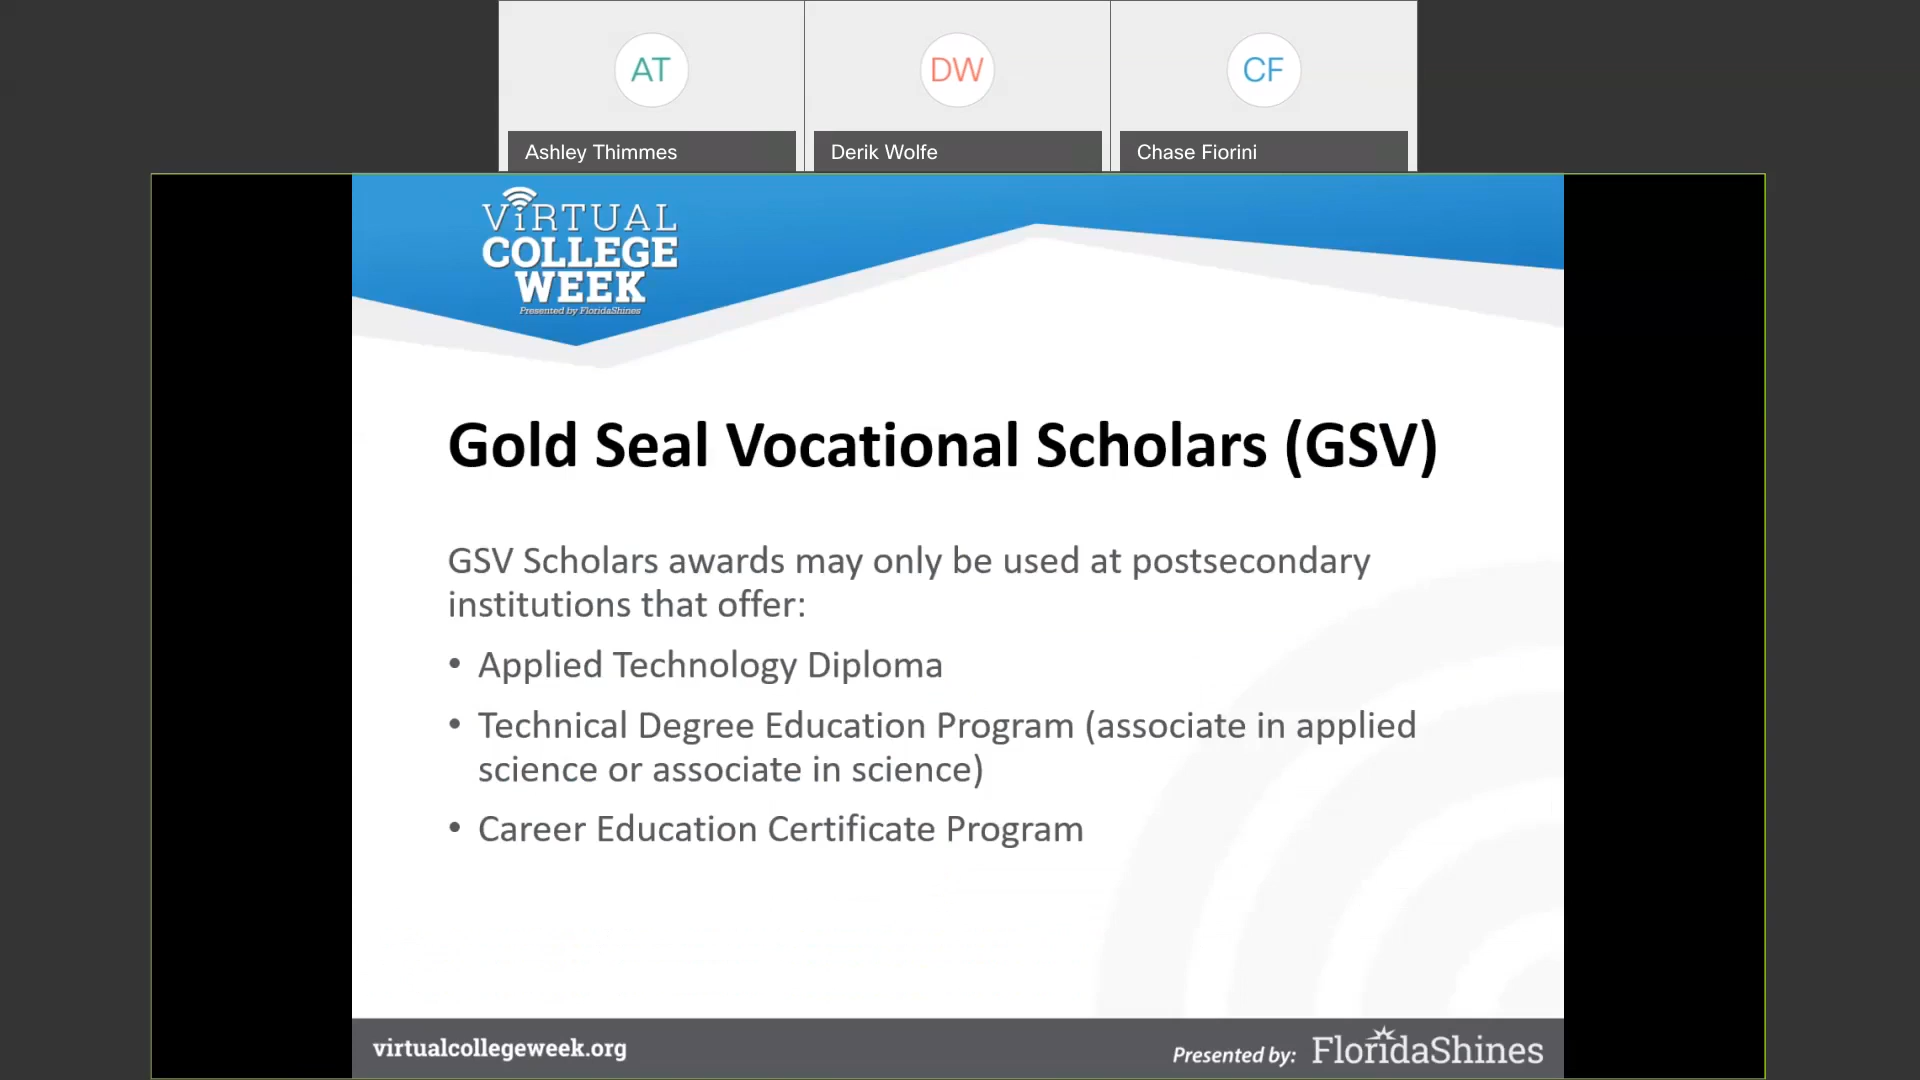 AT
DW
CF
Ashley Thimmes
Derik Wolfe
Chase Fiorini
ViRTUAL
COLLEGE
WEEK
Presented by FloridaShines
Gold Seal Vocational Scholars (GSV)
GSV Scholars awards may only be used at postsecondary
institutions that offer:
• Applied Technology Diploma
• Technical Degree Education Program (associate in applied
science or associate in science)
• Career Education Certificate Program
virtualcollegeweek.org
Presented by: FloridaShines